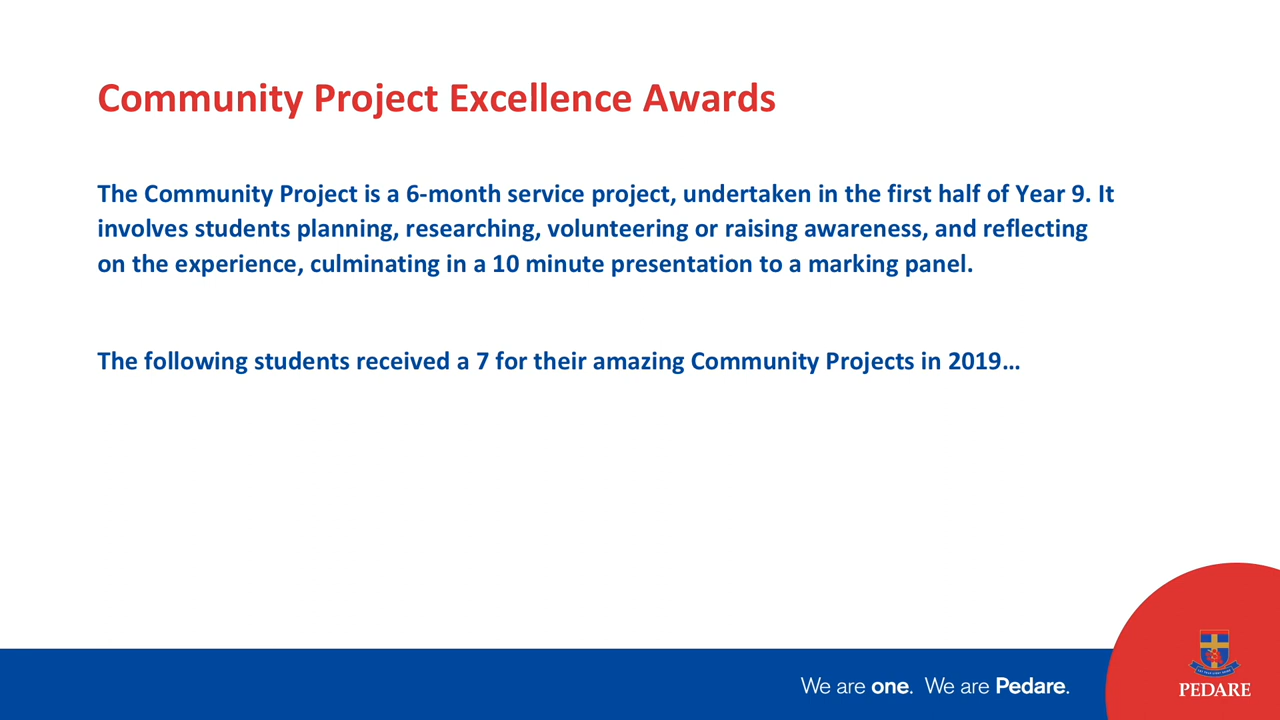 Community Project Excellence Awards
The Community Project is a 6-month service project, undertaken in the first half of Year 9. It
involves students planning, researching, volunteering or raising awareness, and reflecting
on the experience, culminating in a 10 minute presentation to a marking panel.
The following students received a 7 for their amazing Community Projects in 2019…
We are one. We are Pedare.
PEDARE